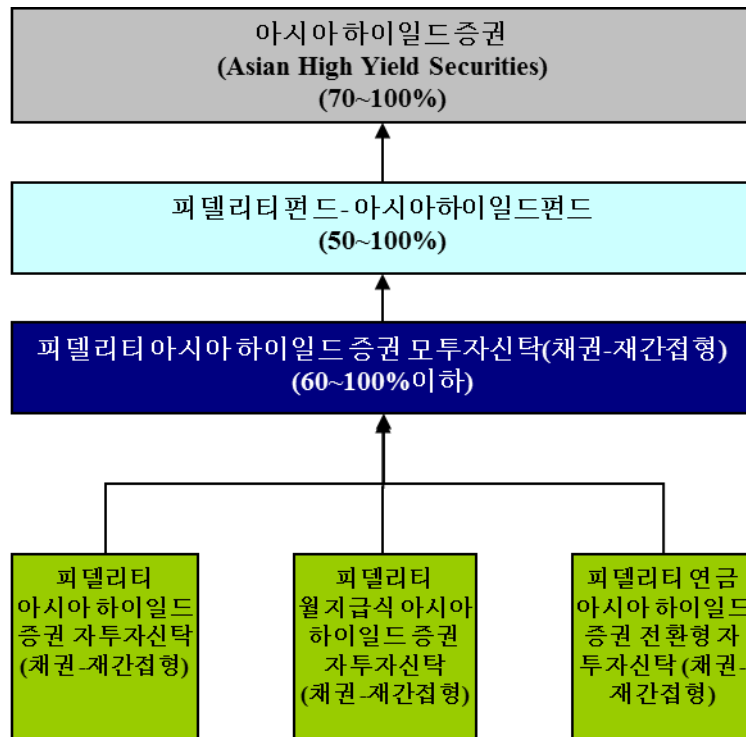 아시아 하이일드 증권
(Asian High Yield Securities)
(70~100%)
피델리티펀드-아시아하이일드펀드
(50~100%)
피델리티 아시아 하이일드 증권 모투자신탁(채권-재간접형)
(60~100%이하)
피델리티
아시아 하이일드
증권 자투자신탁
(채권-재간접형)
피델리티
월지급식 아시아
하이일드 증권
자투자신탁
(채권-재간접형)
피델리티 연금
아시아 하이일드
증권 전환형 자
투자신탁 (채권-
재간접형)